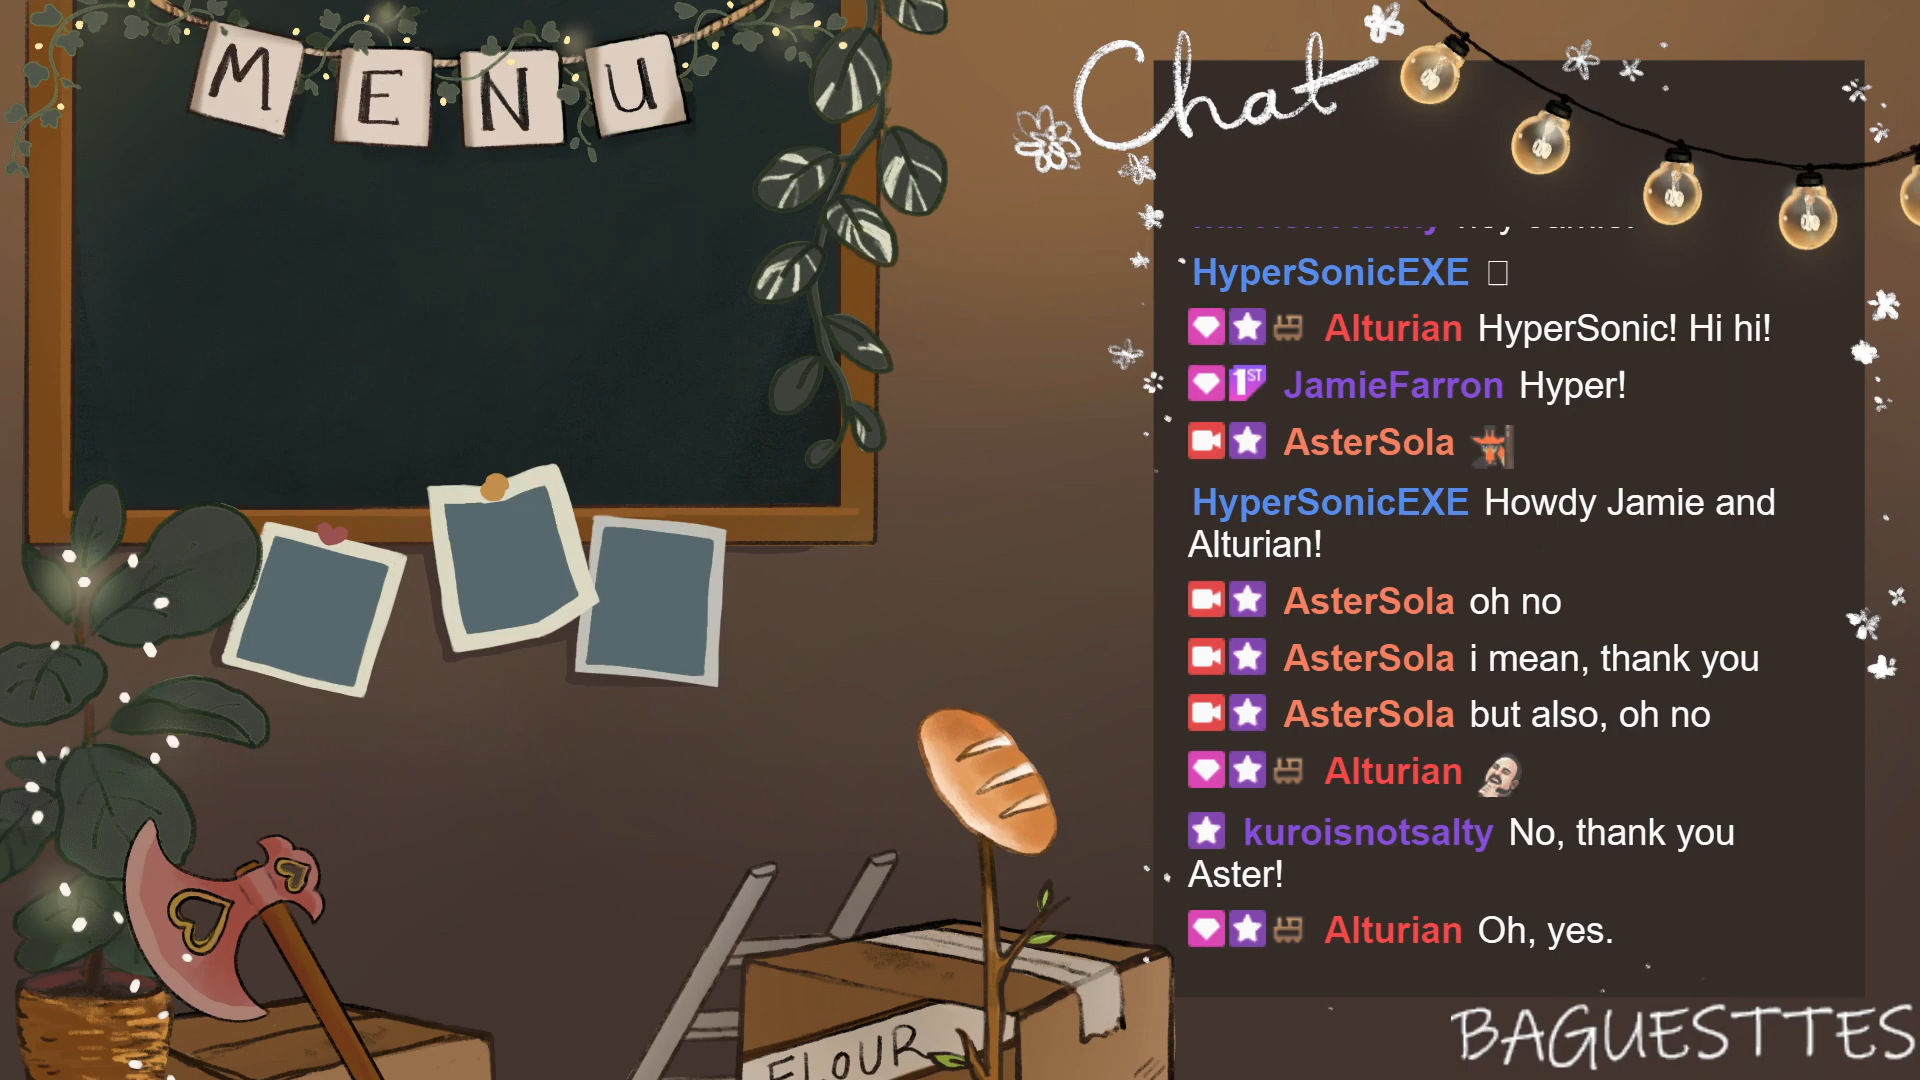 MENU
Chat
HyperSonicEXE
Alturian HyperSonic! Hi hi!
1ST JamieFarron Hyper!
AsterSola
HyperSonicEXE Howdy Jamie and
Alturian!
AsterSola oh no
AsterSola i mean, thank you
AsterSola but also, oh no
Alturian
kuroisnotsalty No, thank you
Aster!
Alturian Oh, yes.
FLOUR
BAGUESTTES